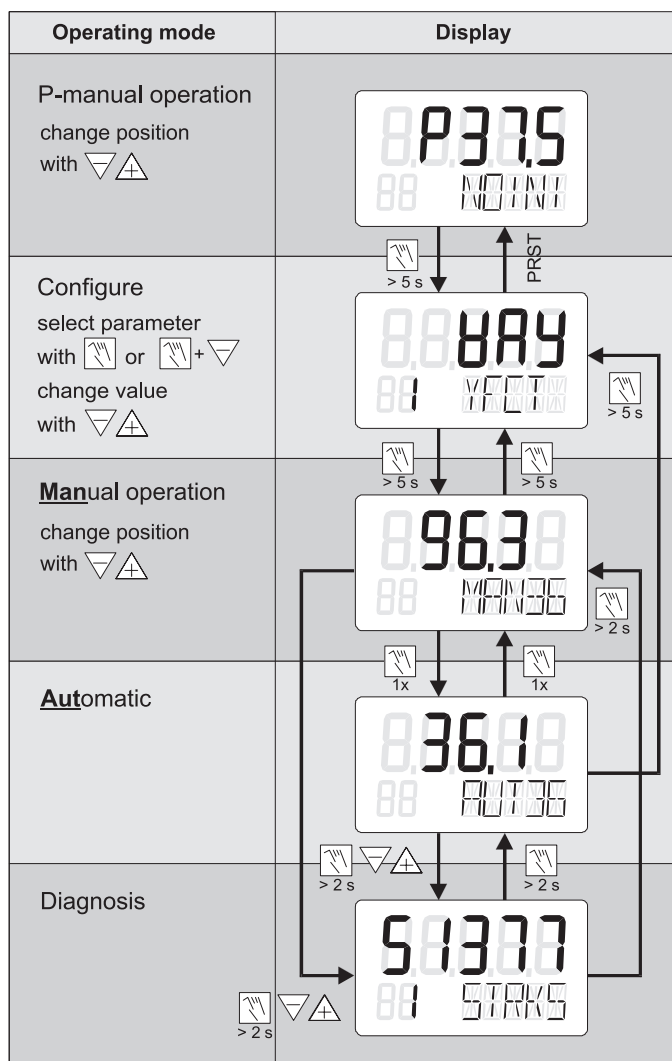 Operating mode Display
P-manual operation
change position
with − +
P37.5
NOINI
> 5 s
PRST
Configure
select parameter
with or + −
change value
with − +
WAY
1 YFCT
> 5 s
> 5 s
> 5 s
Manual operation
change position
with − +
96.3
MAN36
> 2 s
1x
1x
Automatic
36.1
AUT36
− +
> 2 s
> 2 s
Diagnosis
51377
1 STRKS
− +
> 2 s